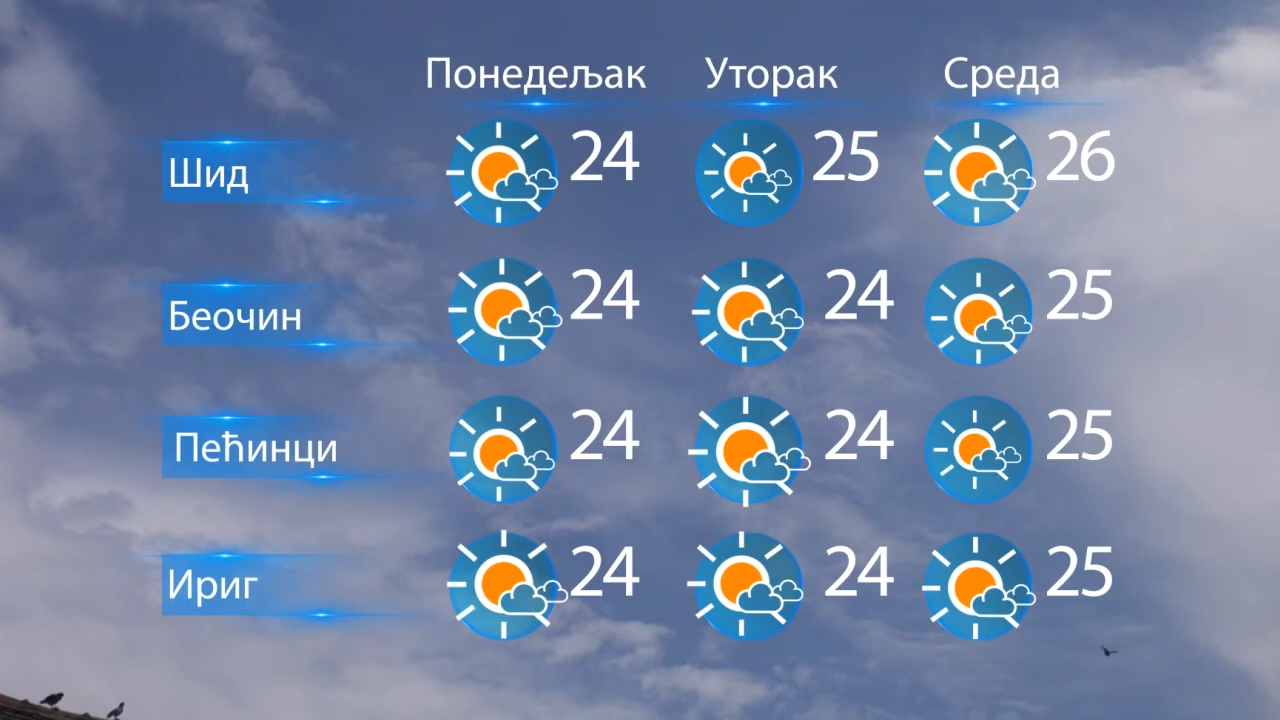 Понедељак Уторак Среда
Шид 24 25 26
Беочин 24 24 25
Пећинци 24 24 25
Ириг 24 24 25